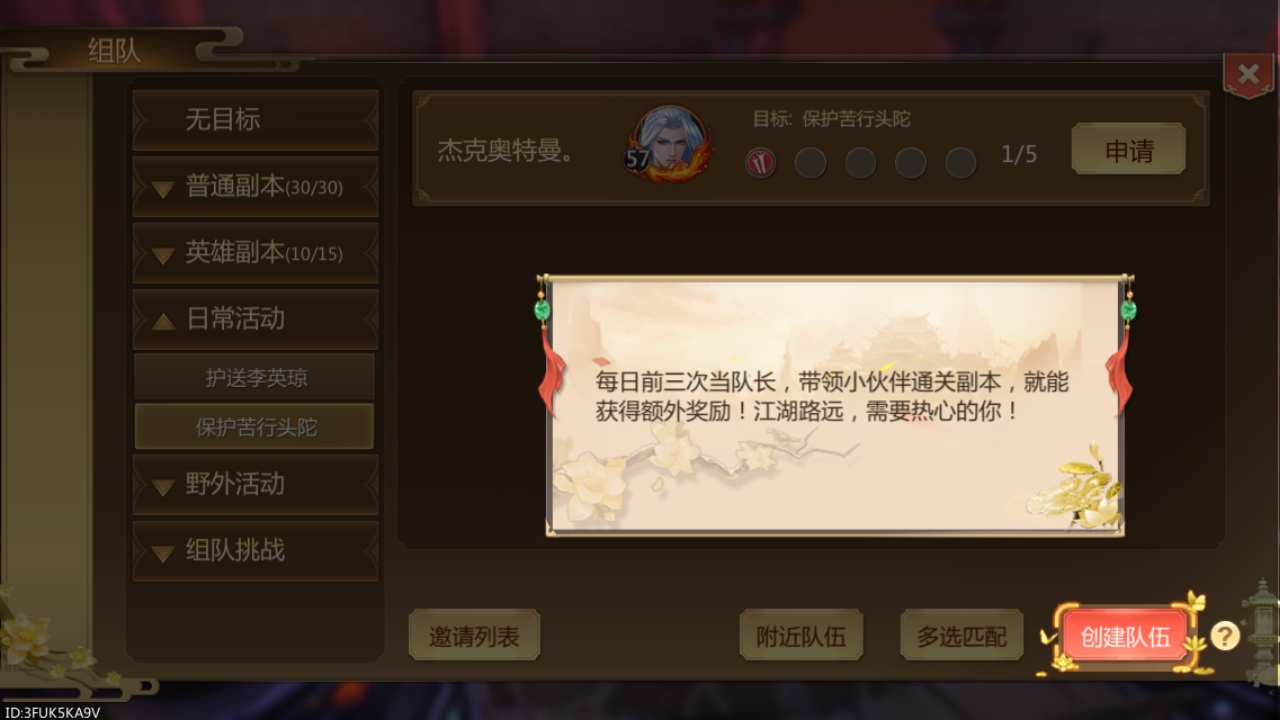 组队
无目标
普通副本(30/30)
英雄副本(10/15)
日常活动
护送李英琼
保护苦行头陀
野外活动
组队挑战
杰克奥特曼。
57
目标: 保护苦行头陀
1/5
申请
每日前三次当队长，带领小伙伴通关副本，就能
获得额外奖励！江湖路远，需要热心的你！
邀请列表
附近队伍
多选匹配
创建队伍
?
ID:3FUK5KA9V